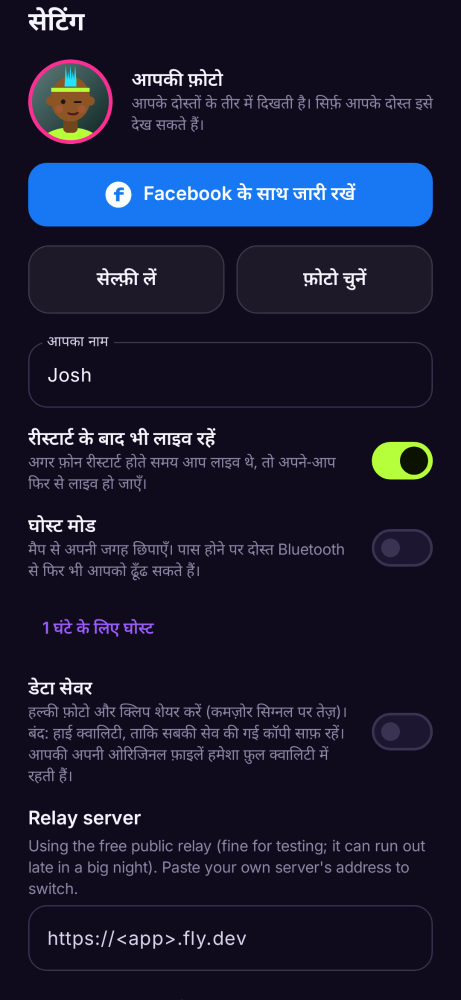 सेटिंग
आपकी फ़ोटो
आपके दोस्तों के तीर में दिखती है। सिर्फ़ आपके दोस्त इसे
देख सकते हैं।
Facebook के साथ जारी रखें
सेल्फ़ी लें
फ़ोटो चुनें
आपका नाम
Josh
रीस्टार्ट के बाद भी लाइव रहें
अगर फ़ोन रीस्टार्ट होते समय आप लाइव थे, तो अपने-आप
फिर से लाइव हो जाएँ।
घोस्ट मोड
मैप से अपनी जगह छिपाएँ। पास होने पर दोस्त Bluetooth
से फिर भी आपको ढूँढ सकते हैं।
1 घंटे के लिए घोस्ट
डेटा सेवर
हल्की फ़ोटो और क्लिप शेयर करें (कमज़ोर सिग्नल पर तेज़)।
बंद: हाई क्वालिटी, ताकि सबकी सेव की गई कॉपी साफ़ रहें।
आपकी अपनी ओरिजिनल फ़ाइलें हमेशा फ़ुल क्वालिटी में
रहती हैं।
Relay server
Using the free public relay (fine for testing; it can run out
late in a big night). Paste your own server's address to
switch.
https://<app>.fly.dev